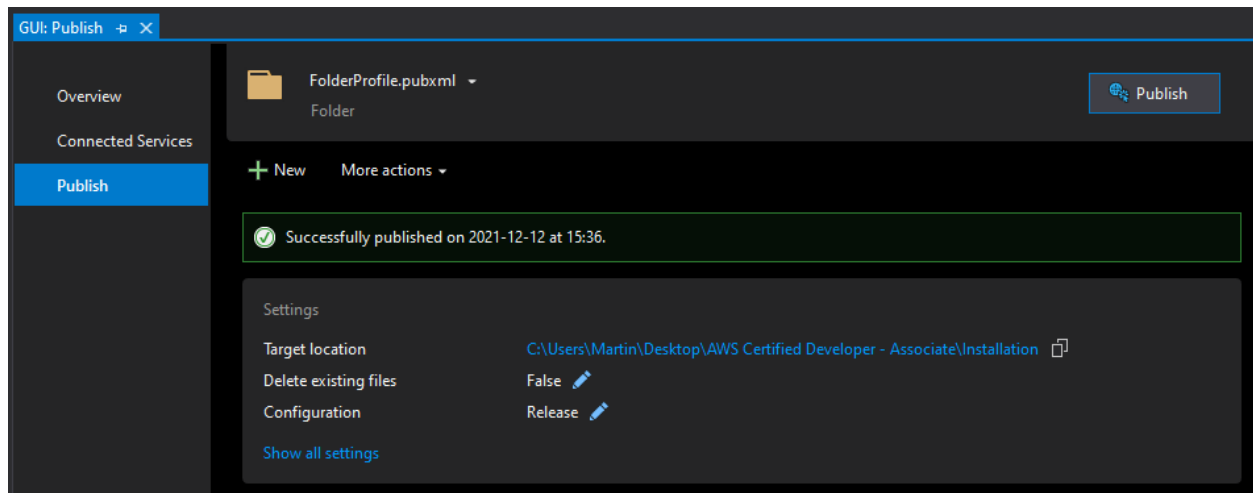 GUI: Publish
Overview
Connected Services
Publish
FolderProfile.pubxml
Folder
Publish
New
More actions
Successfully published on 2021-12-12 at 15:36.
Settings
Target location C:\Users\Martin\Desktop\AWS Certified Developer - Associate\Installation
Delete existing files False
Configuration Release
Show all settings